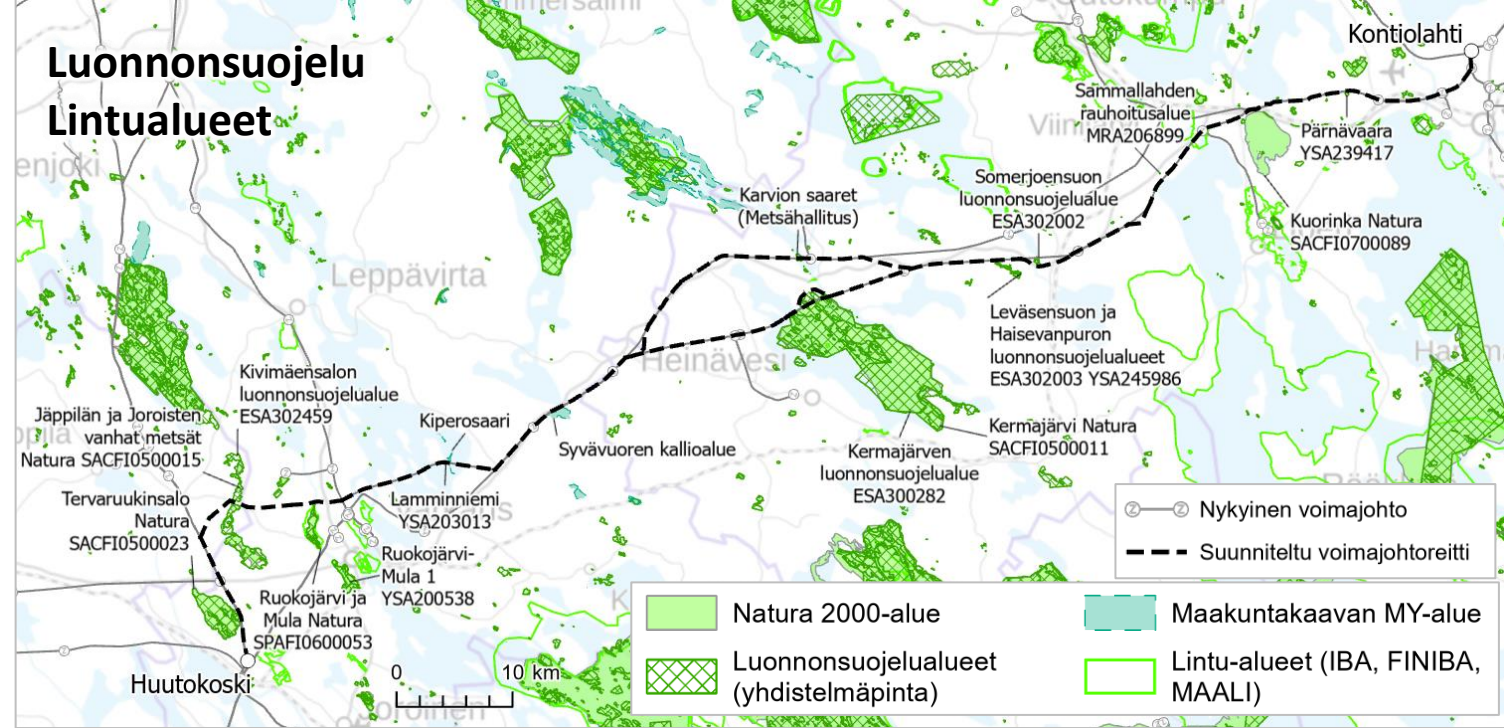 Luonnonsuojelu
Lintualueet
Kontiolahti
Sammallahden
rauhoitusalue
MRA206899
Viinijärvi
Pärnävaara
YSA239417
enjoki
Karvion saaret
(Metsähallitus)
Somerjoensuon
luonnonsuojelualue
ESA302002
Kuorinka Natura
SACFI0700089
Leppävirta
Leväsensuon ja
Haisevanpuron
luonnonsuojelualueet
ESA302003 YSA245986
Heinävesi
Kivimäensalon
luonnonsuojelualue
ESA302459
Jäppilän ja Joroisten
vanhat metsät
Natura SACFI0500015
Kiperosaari
Syvävuoren kallioalue
Kermajärvi Natura
SACFI0500011
Kermajärven
luonnonsuojelualue
ESA300282
Tervaruukinsalo
Natura
SACFI0500023
Lamminniemi
YSA203013
Ruokojärvi-
Mula 1
YSA200538
Ruokojärvi ja
Mula Natura
SPAFI0600053
Huutokoski
0 10 km
oroinen
Z Z Nykyinen voimajohto
Suunniteltu voimajohtoreitti
Natura 2000-alue
Maakuntakaavan MY-alue
Luonnonsuojelualueet
(yhdistelmäpinta)
Lintu-alueet (IBA, FINIBA,
MAALI)